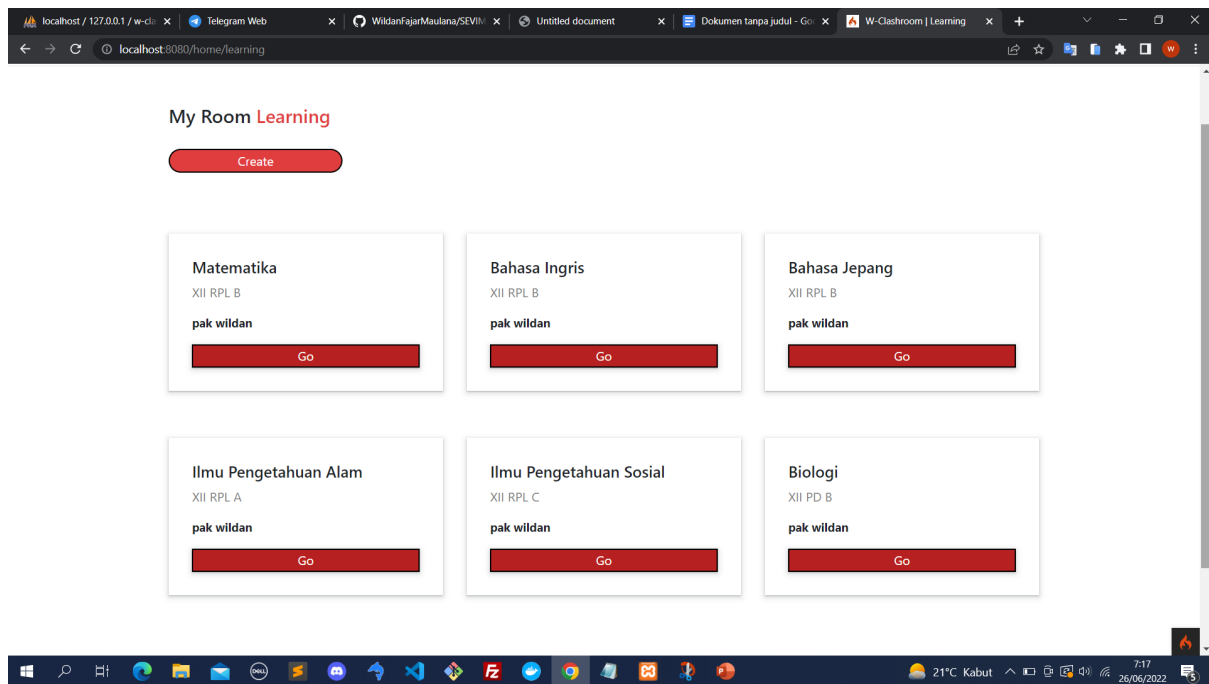 localhost / 127.0.0.1 / w-cla
Telegram Web
WildanFajarMaulana/SEVIM
Untitled document
Dokumen tanpa judul - Goo
W-Clashroom | Learning
localhost:8080/home/learning
My Room Learning
Create
Matematika
XII RPL B
pak wildan
Go
Bahasa Ingris
XII RPL B
pak wildan
Go
Bahasa Jepang
XII RPL B
pak wildan
Go
Ilmu Pengetahuan Alam
XII RPL A
pak wildan
Go
Ilmu Pengetahuan Sosial
XII RPL C
pak wildan
Go
Biologi
XII PD B
pak wildan
Go
21°C Kabut
7:17
26/06/2022